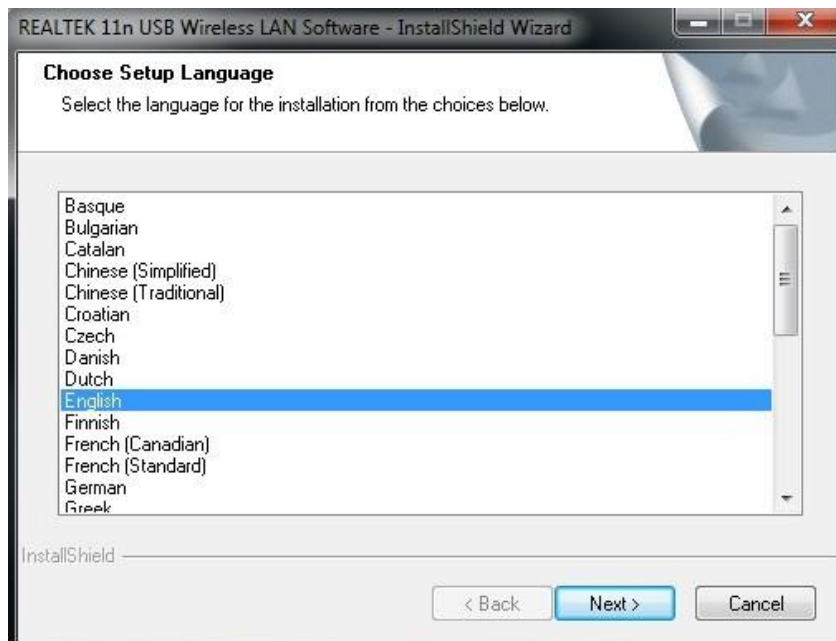 REALTEK 11n USB Wireless LAN Software - InstallShield Wizard
Choose Setup Language
Select the language for the installation from the choices below.
Basque
Bulgarian
Catalan
Chinese (Simplified)
Chinese (Traditional)
Croatian
Czech
Danish
Dutch
English
Finnish
French (Canadian)
French (Standard)
German
Greek
InstallShield
< Back Next > Cancel